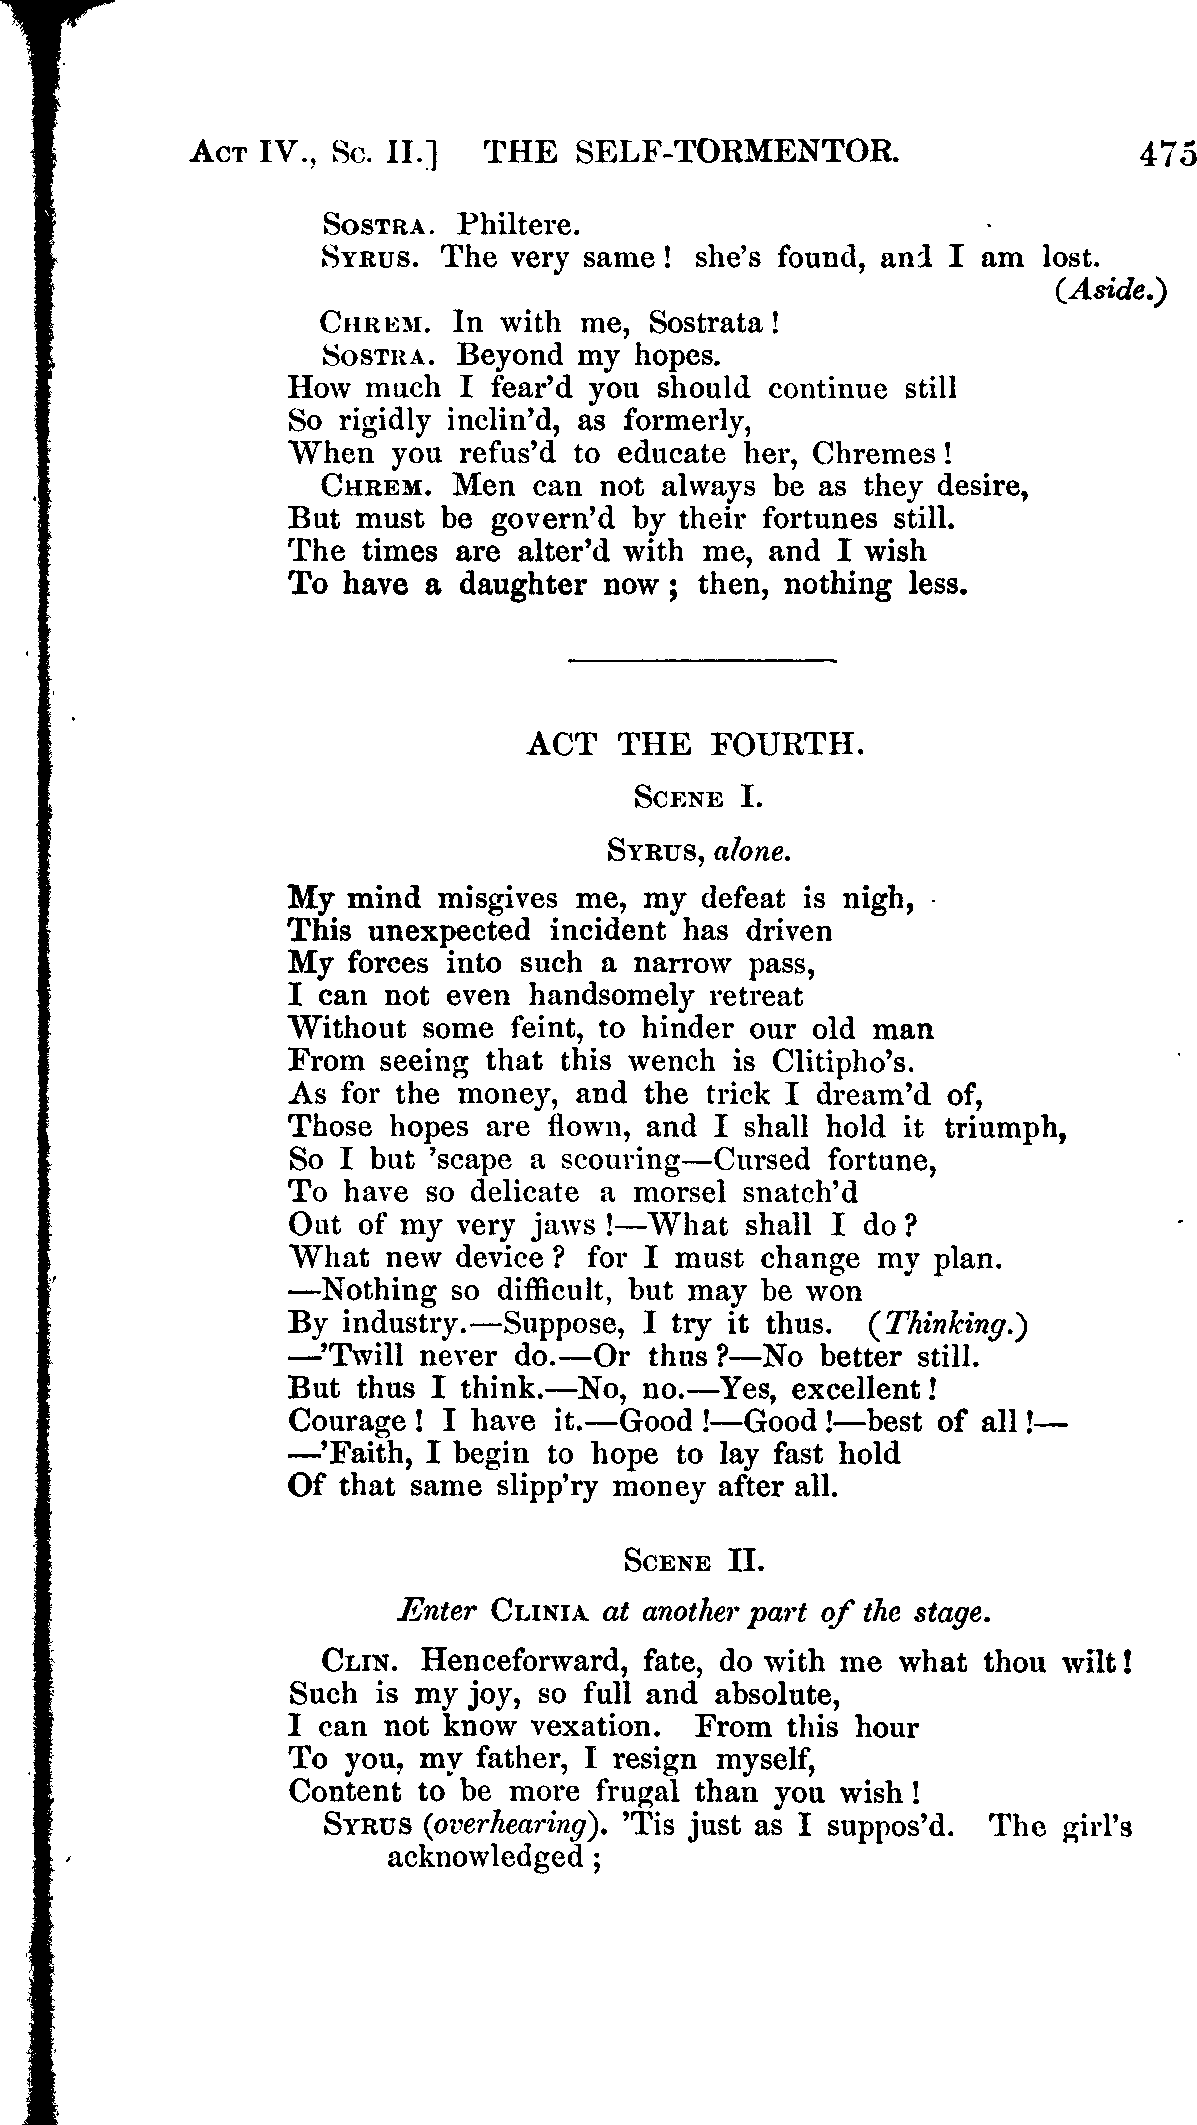 ACT IV., SC. II.] THE SELF-TORMENTOR. 475
SOSTRA. Philtere.
SYRUS. The very same! she's found, and I am lost.
(Aside.)
CHREM. In with me, Sostrata!
SOSTRA. Beyond my hopes.
How much I fear'd you should continue still
So rigidly inclin'd, as formerly,
When you refus'd to educate her, Chremes!
CHREM. Men can not always be as they desire,
But must be govern'd by their fortunes still.
The times are alter'd with me, and I wish
To have a daughter now; then, nothing less.
ACT THE FOURTH.
SCENE I.
SYRUS, alone.
My mind misgives me, my defeat is nigh,
This unexpected incident has driven
My forces into such a narrow pass,
I can not even handsomely retreat
Without some feint, to hinder our old man
From seeing that this wench is Clitipho's.
As for the money, and the trick I dream'd of,
Those hopes are flown, and I shall hold it triumph,
So I but 'scape a scouring—Cursed fortune,
To have so delicate a morsel snatch'd
Out of my very jaws!—What shall I do?
What new device? for I must change my plan.
—Nothing so difficult, but may be won
By industry.—Suppose, I try it thus. (Thinking.)
—'Twill never do.—Or thus?—No better still.
But thus I think.—No, no.—Yes, excellent!
Courage! I have it.—Good!—Good!—best of all!—
—'Faith, I begin to hope to lay fast hold
Of that same slipp'ry money after all.
SCENE II.
Enter CLINIA at another part of the stage.
CLIN. Henceforward, fate, do with me what thou wilt!
Such is my joy, so full and absolute,
I can not know vexation. From this hour
To you, my father, I resign myself,
Content to be more frugal than you wish!
SYRUS (overhearing). 'Tis just as I suppos'd. The girl's
acknowledged;